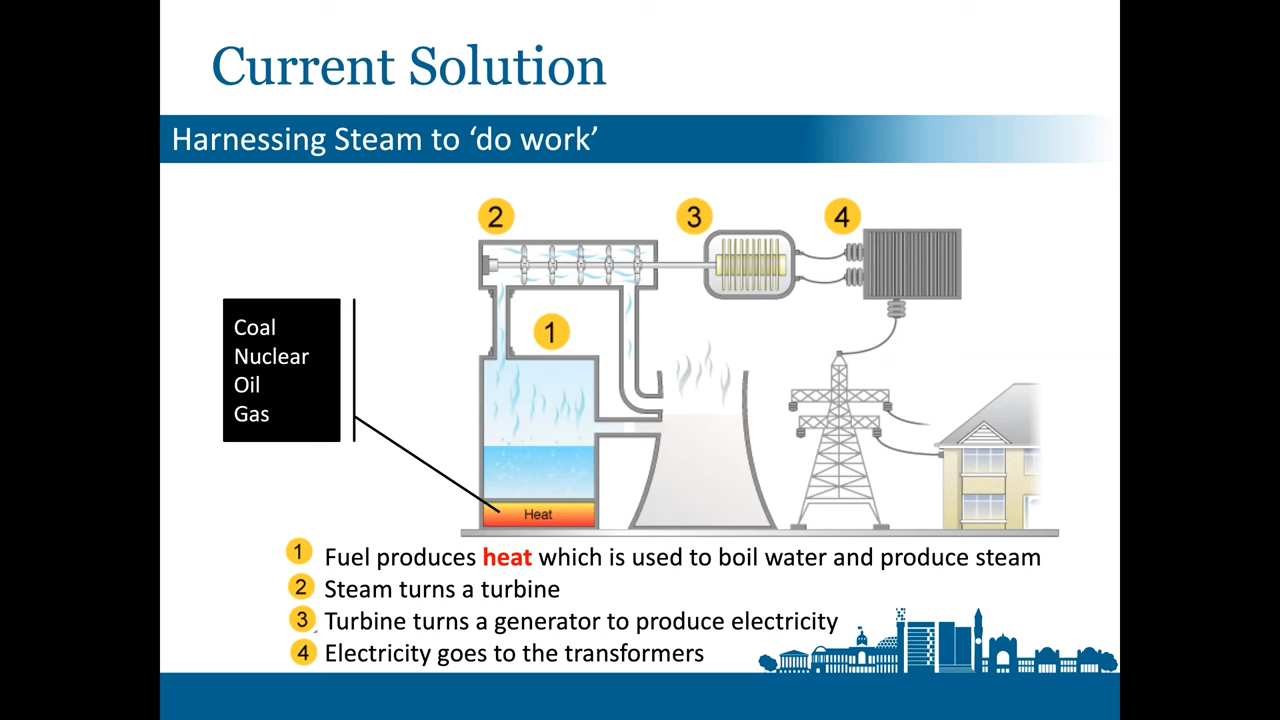 Current Solution
Harnessing Steam to ‘do work’
2
3
4
1
Coal
Nuclear
Oil
Gas
Heat
1 Fuel produces heat which is used to boil water and produce steam
2 Steam turns a turbine
3 Turbine turns a generator to produce electricity
4 Electricity goes to the transformers